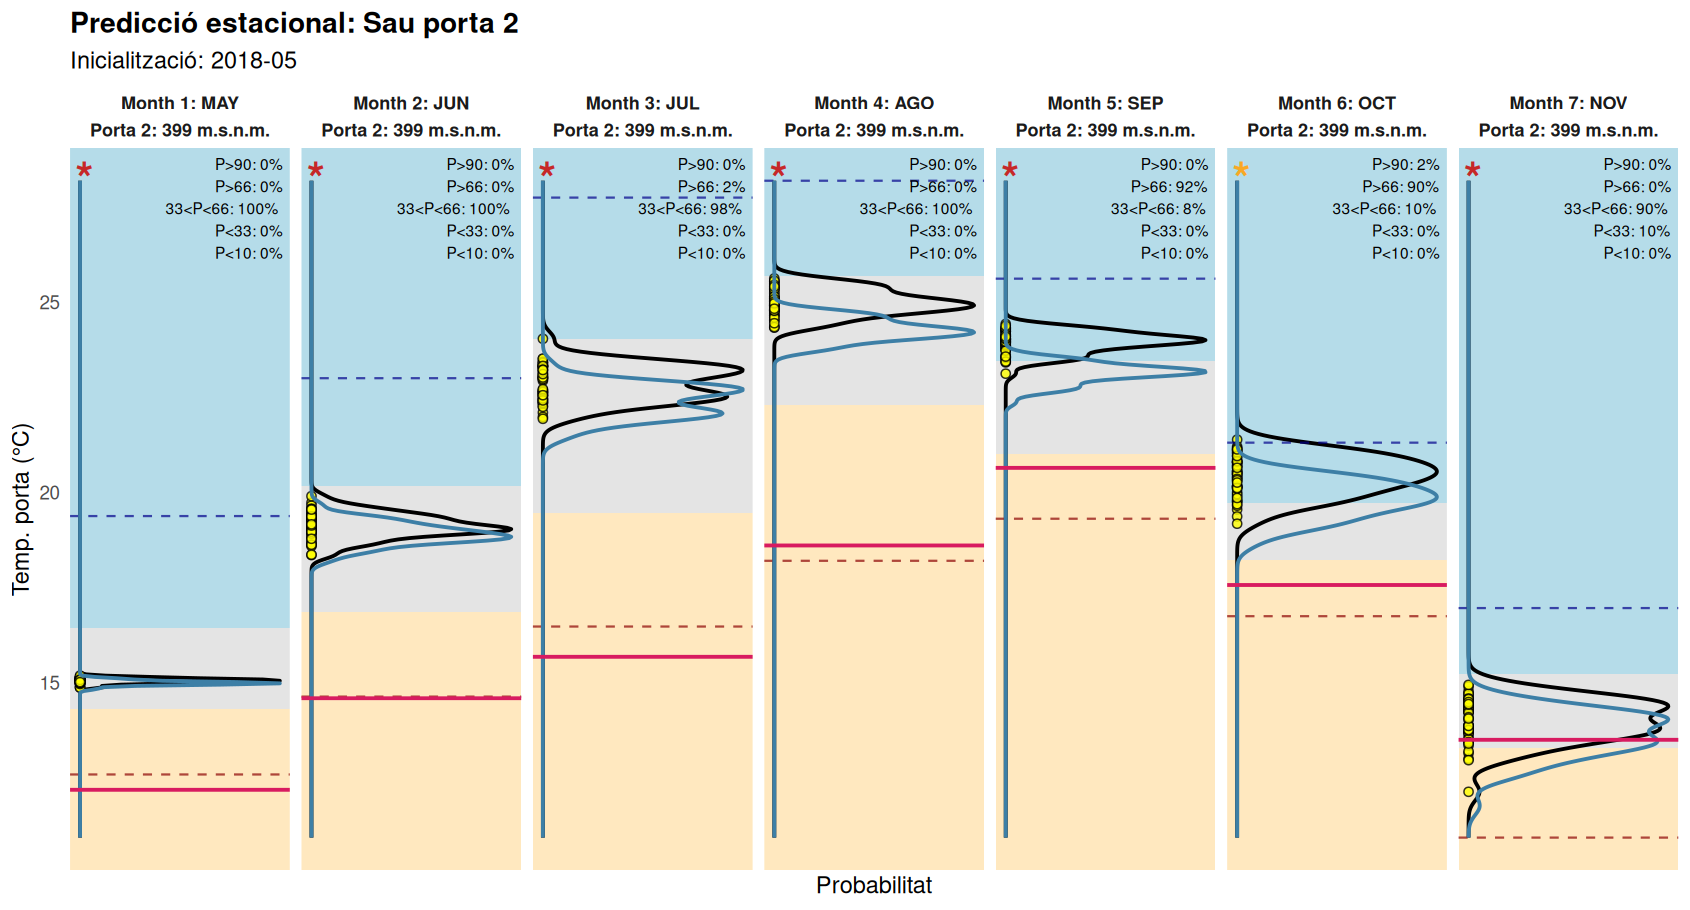 Predicció estacional: Sau porta 2
Inicialització: 2018-05
Month 1: MAY
Porta 2: 399 m.s.n.m.
Month 2: JUN
Porta 2: 399 m.s.n.m.
Month 3: JUL
Porta 2: 399 m.s.n.m.
Month 4: AGO
Porta 2: 399 m.s.n.m.
Month 5: SEP
Porta 2: 399 m.s.n.m.
Month 6: OCT
Porta 2: 399 m.s.n.m.
Month 7: NOV
Porta 2: 399 m.s.n.m.
*
P>90: 0%
P>66: 0%
33<P<66: 100%
P<33: 0%
P<10: 0%
*
P>90: 0%
P>66: 0%
33<P<66: 100%
P<33: 0%
P<10: 0%
*
P>90: 0%
P>66: 2%
33<P<66: 98%
P<33: 0%
P<10: 0%
*
P>90: 0%
P>66: 0%
33<P<66: 100%
P<33: 0%
P<10: 0%
*
P>90: 0%
P>66: 92%
33<P<66: 8%
P<33: 0%
P<10: 0%
*
P>90: 2%
P>66: 90%
33<P<66: 10%
P<33: 0%
P<10: 0%
*
P>90: 0%
P>66: 0%
33<P<66: 90%
P<33: 10%
P<10: 0%
25
20
15
Temp. porta (°C)
Probabilitat